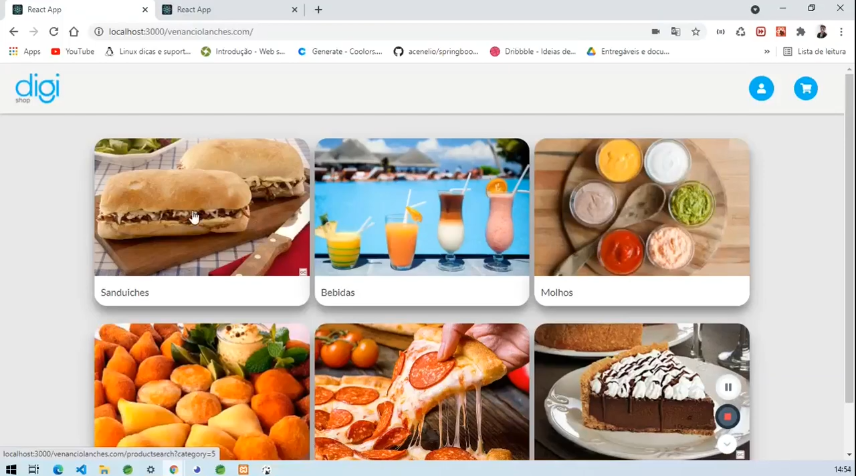 React App
React App
localhost:3000/venanciolanches.com/
Apps
YouTube
Linux dicas e suport...
Introdução - Web s...
Generate - Coolors....
acenelio/springboo...
Dribbble - Ideias de...
Entregáveis e docu...
»
Lista de leitura
digi
shop
Sanduiches
Bebidas
Molhos
localhost:3000/venanciolanches.com/productsearch?category=5
14:54